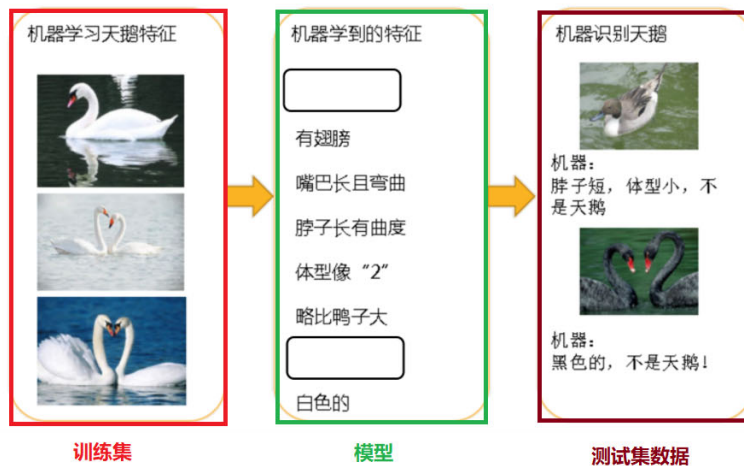 机器学习天鹅特征
机器学到的特征
有翅膀
嘴巴长且弯曲
脖子长有曲度
体型像“2”
略比鸭子大
白色的
机器识别天鹅
机器：
脖子短，体型小，不
是天鹅
机器：
黑色的，不是天鹅！
训练集
模型
测试集数据